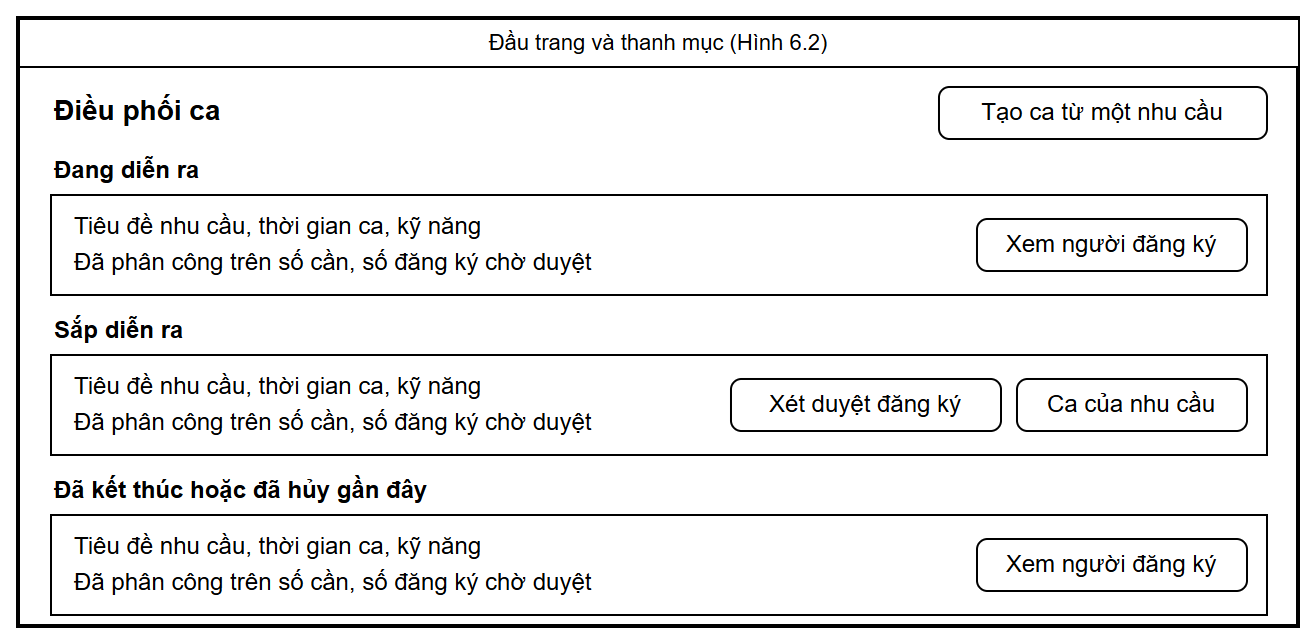 Đầu trang và thanh mục (Hình 6.2)
Điều phối ca
Tạo ca từ một nhu cầu
Đang diễn ra
Tiêu đề nhu cầu, thời gian ca, kỹ năng
Đã phân công trên số cần, số đăng ký chờ duyệt
Xem người đăng ký
Sắp diễn ra
Tiêu đề nhu cầu, thời gian ca, kỹ năng
Đã phân công trên số cần, số đăng ký chờ duyệt
Xét duyệt đăng ký
Ca của nhu cầu
Đã kết thúc hoặc đã hủy gần đây
Tiêu đề nhu cầu, thời gian ca, kỹ năng
Đã phân công trên số cần, số đăng ký chờ duyệt
Xem người đăng ký